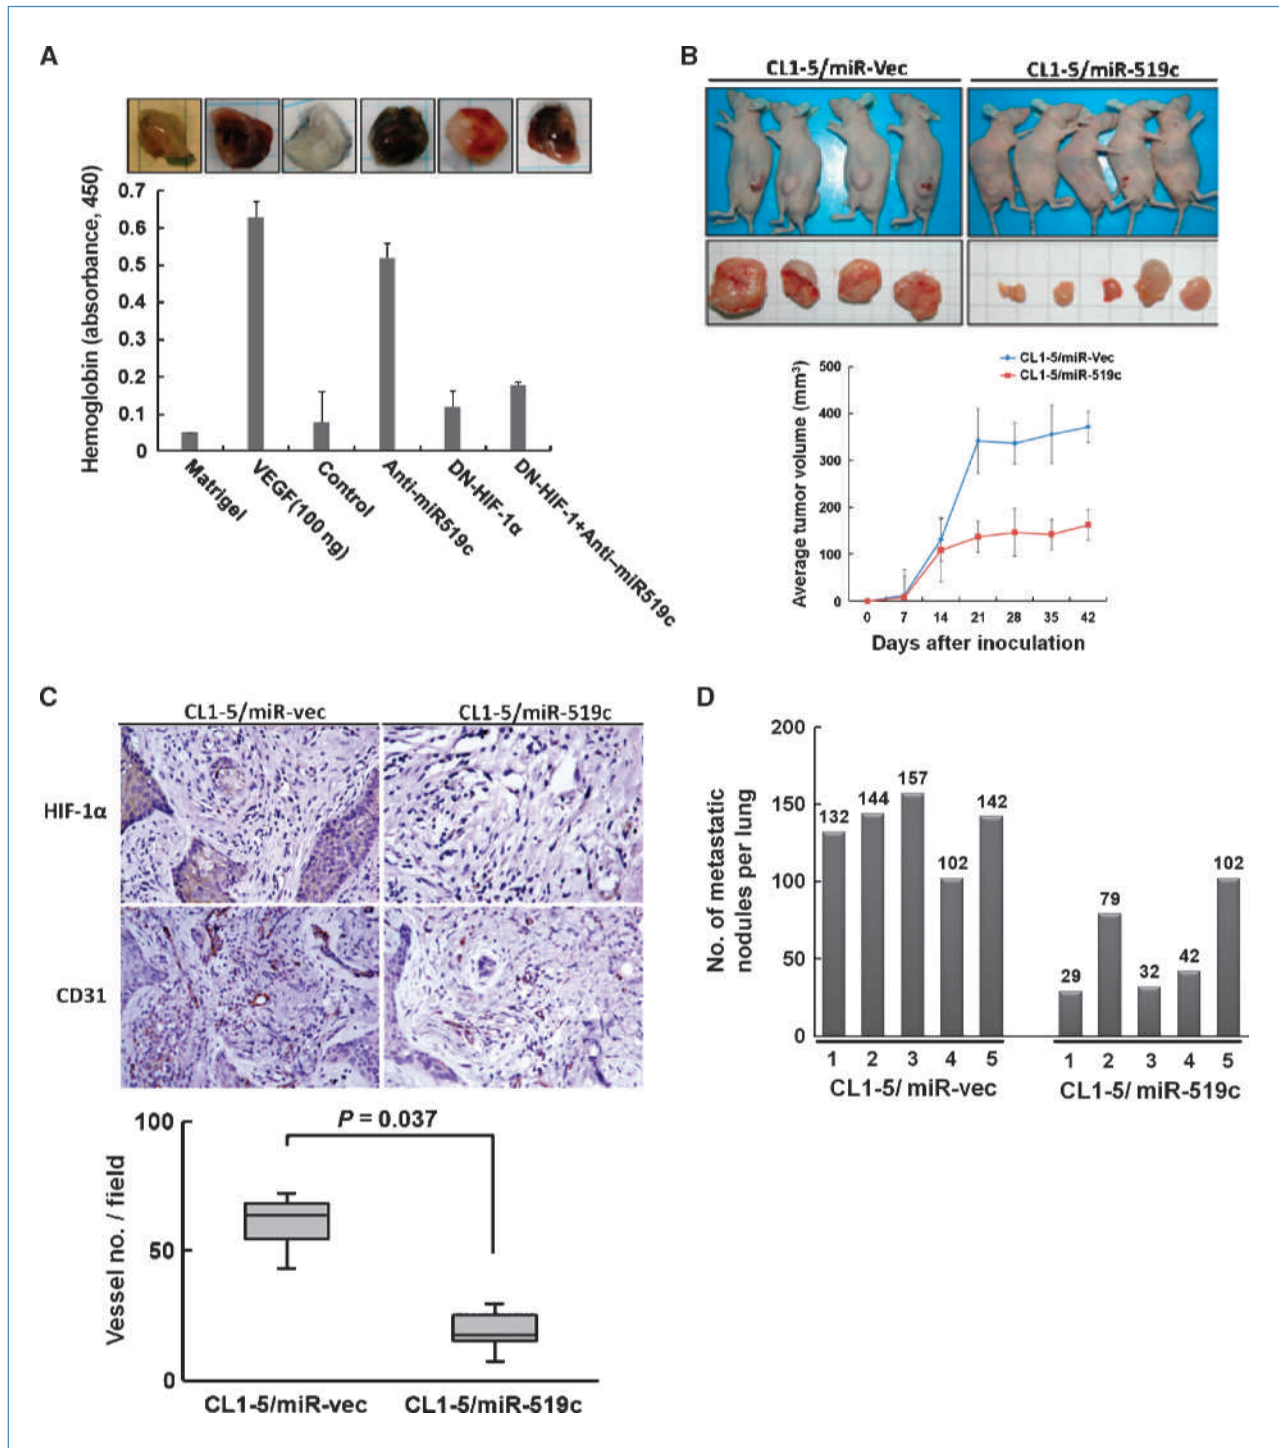 A
Hemoglobin (absorbance, 450)
0.7
0.6
0.5
0.4
0.3
0.2
0.1
0
Matrigel
VEGF(100 ng)
Control
Anti-miR519c
DN-HIF-1α
DN-HIF-1+Anti-miR519c
B
CL1-5/miR-Vec
CL1-5/miR-519c
CL1-5/miR-Vec
CL1-5/miR-519c
Average tumor volume (mm³)
500
400
300
200
100
0
0 7 14 21 28 35 42
Days after inoculation
C
CL1-5/miR-vec
CL1-5/miR-519c
HIF-1α
CD31
P = 0.037
Vessel no. / field
100
50
0
CL1-5/miR-vec
CL1-5/miR-519c
D
No. of metastatic
nodules per lung
200
150
100
50
0
132 144 157 102 142
29 79 32 42 102
1 2 3 4 5
1 2 3 4 5
CL1-5/ miR-vec
CL1-5/ miR-519c